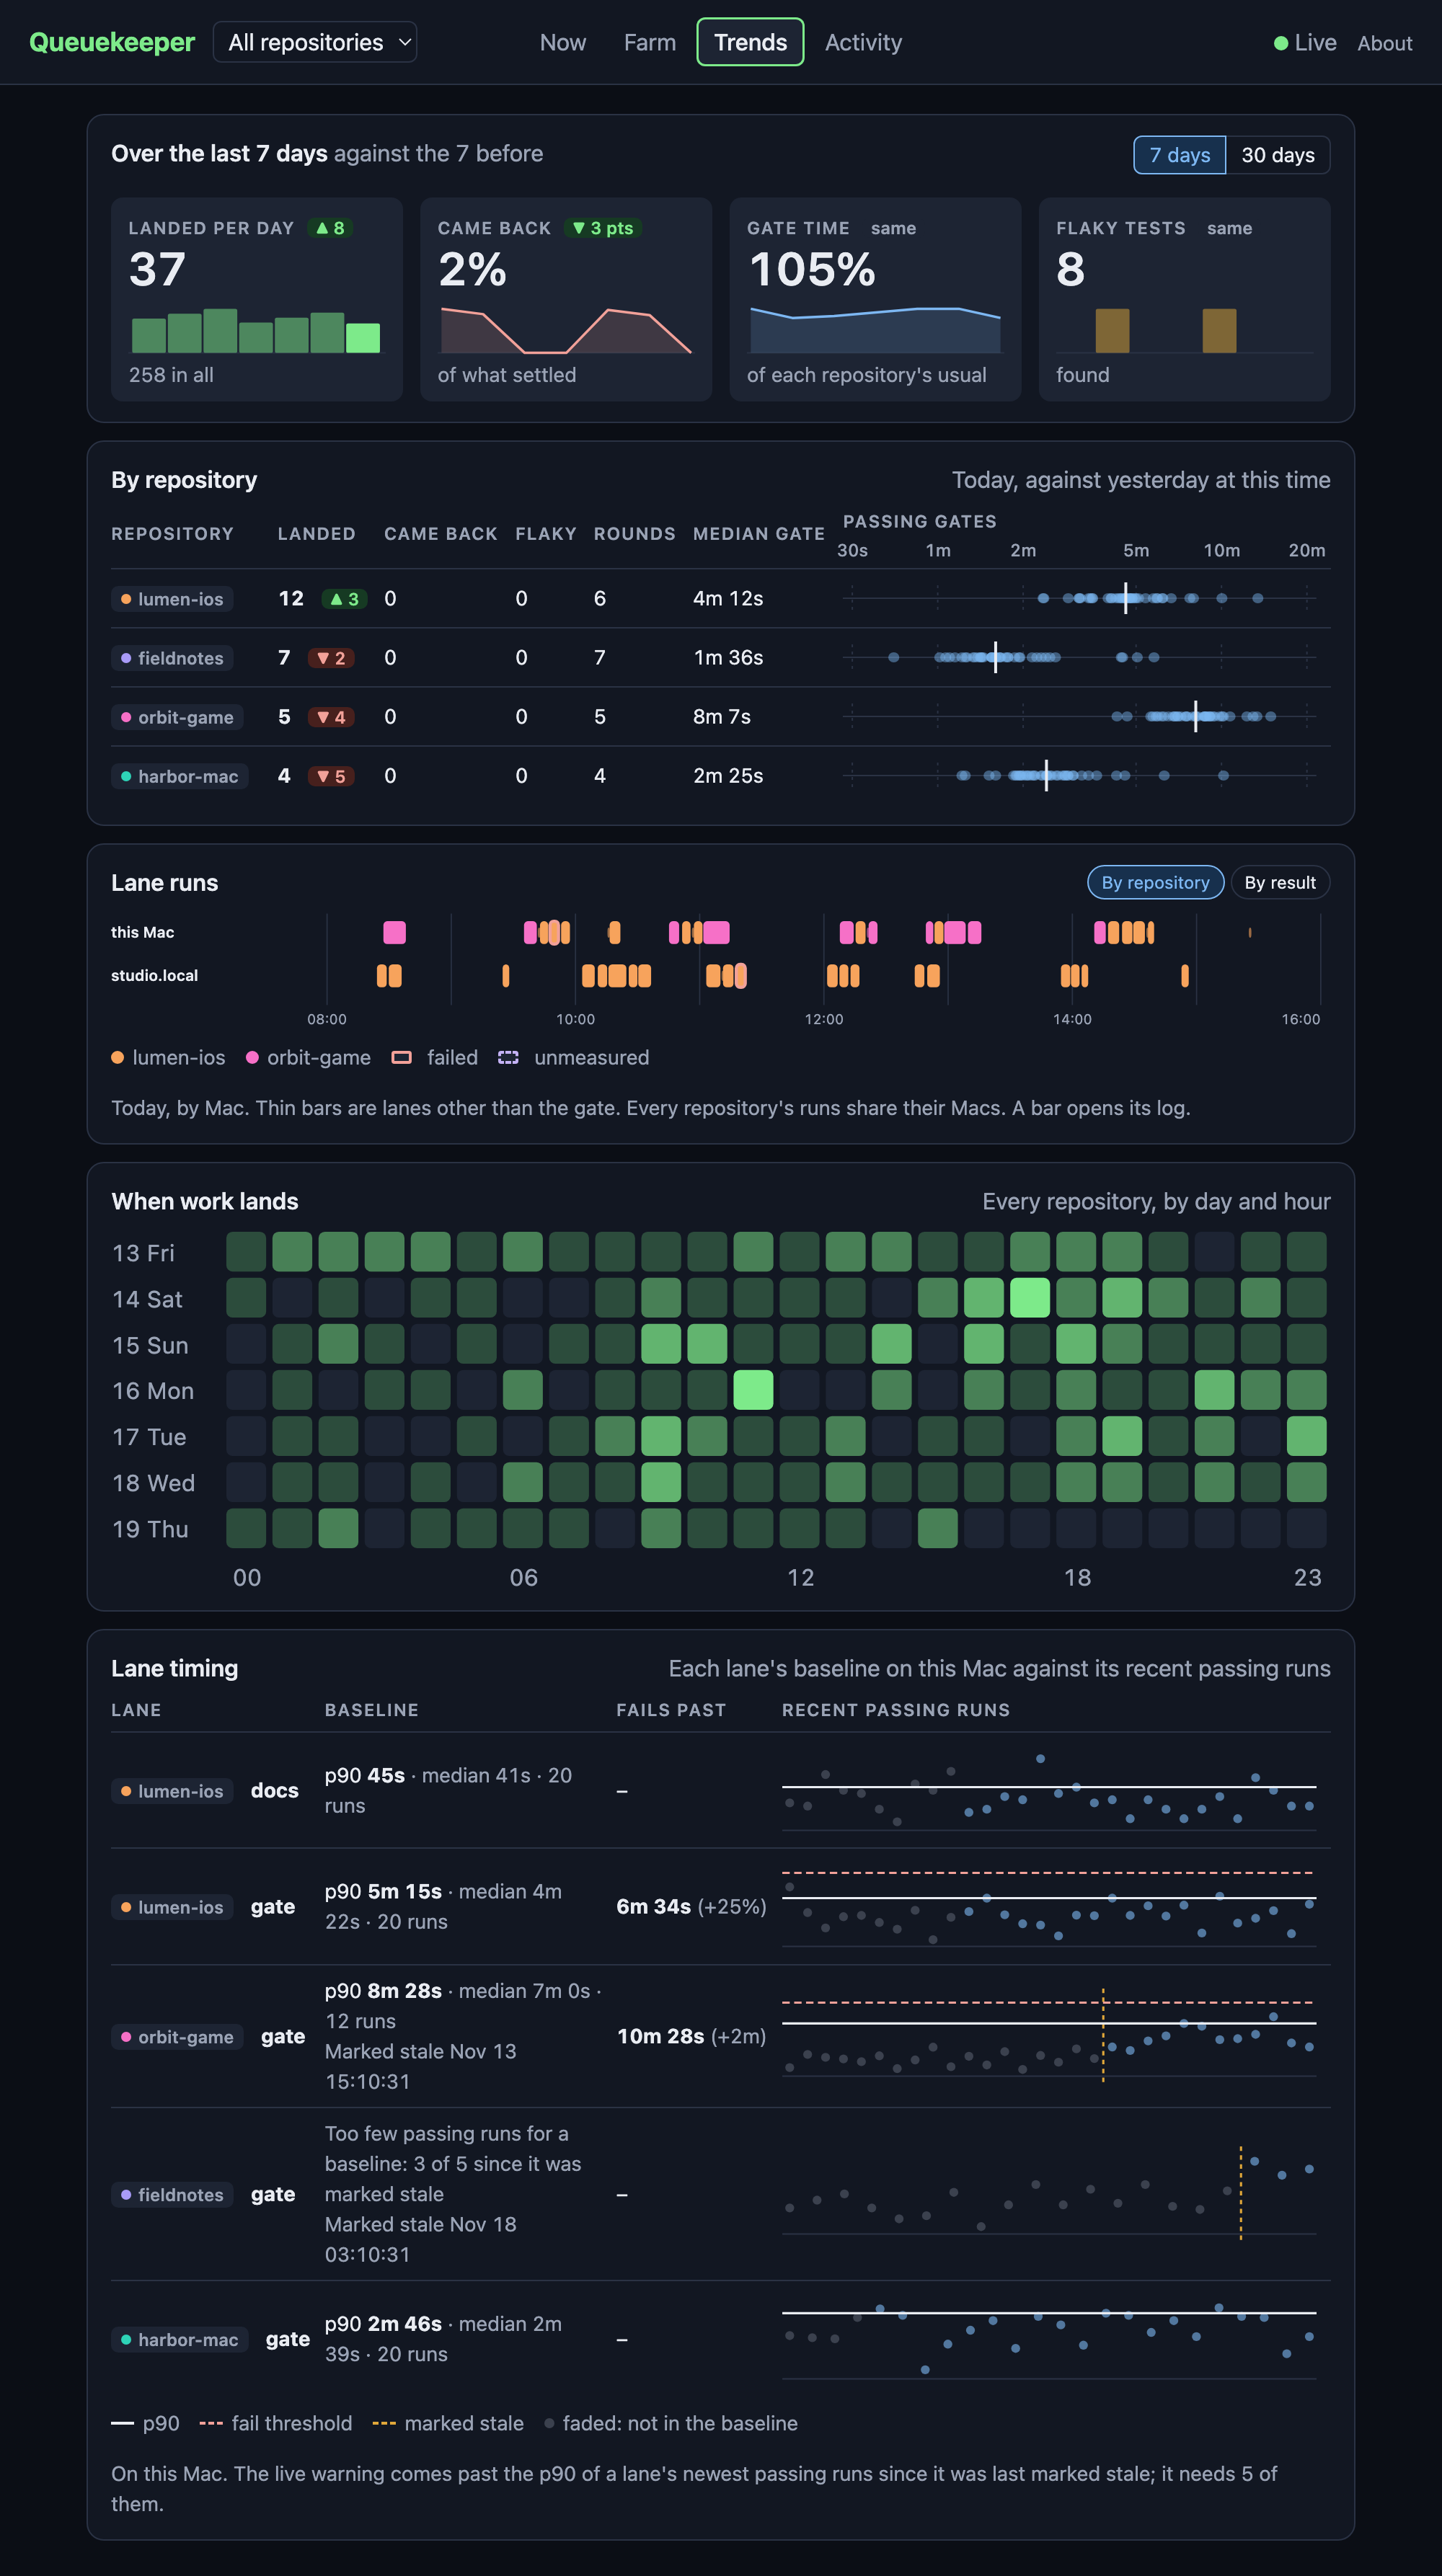 Queuekeeper All repositories Now Farm Trends Activity Live About
Over the last 7 days against the 7 before 7 days 30 days
LANDED PER DAY ▲ 8
37
258 in all
CAME BACK ▼ 3 pts
2%
of what settled
GATE TIME same
105%
of each repository's usual
FLAKY TESTS same
8
found
By repository Today, against yesterday at this time
REPOSITORY LANDED CAME BACK FLAKY ROUNDS MEDIAN GATE PASSING GATES
30s 1m 2m 5m 10m 20m
lumen-ios 12 ▲ 3 0 0 6 4m 12s
fieldnotes 7 ▼ 2 0 0 7 1m 36s
orbit-game 5 ▼ 4 0 0 5 8m 7s
harbor-mac 4 ▼ 5 0 0 4 2m 25s
Lane runs By repository By result
this Mac
studio.local
08:00 10:00 12:00 14:00 16:00
lumen-ios orbit-game failed unmeasured
Today, by Mac. Thin bars are lanes other than the gate. Every repository's runs share their Macs. A bar opens its log.
When work lands Every repository, by day and hour
13 Fri
14 Sat
15 Sun
16 Mon
17 Tue
18 Wed
19 Thu
00 06 12 18 23
Lane timing Each lane's baseline on this Mac against its recent passing runs
LANE BASELINE FAILS PAST RECENT PASSING RUNS
lumen-ios docs p90 45s · median 41s · 20
runs
–
lumen-ios gate p90 5m 15s · median 4m
22s · 20 runs
6m 34s (+25%)
orbit-game gate p90 8m 28s · median 7m 0s ·
12 runs
Marked stale Nov 13
15:10:31
10m 28s (+2m)
fieldnotes gate Too few passing runs for a
baseline: 3 of 5 since it was
marked stale
Marked stale Nov 18
03:10:31
–
harbor-mac gate p90 2m 46s · median 2m
39s · 20 runs
–
p90 fail threshold marked stale faded: not in the baseline
On this Mac. The live warning comes past the p90 of a lane's newest passing runs since it was last marked stale; it needs 5 of
them.